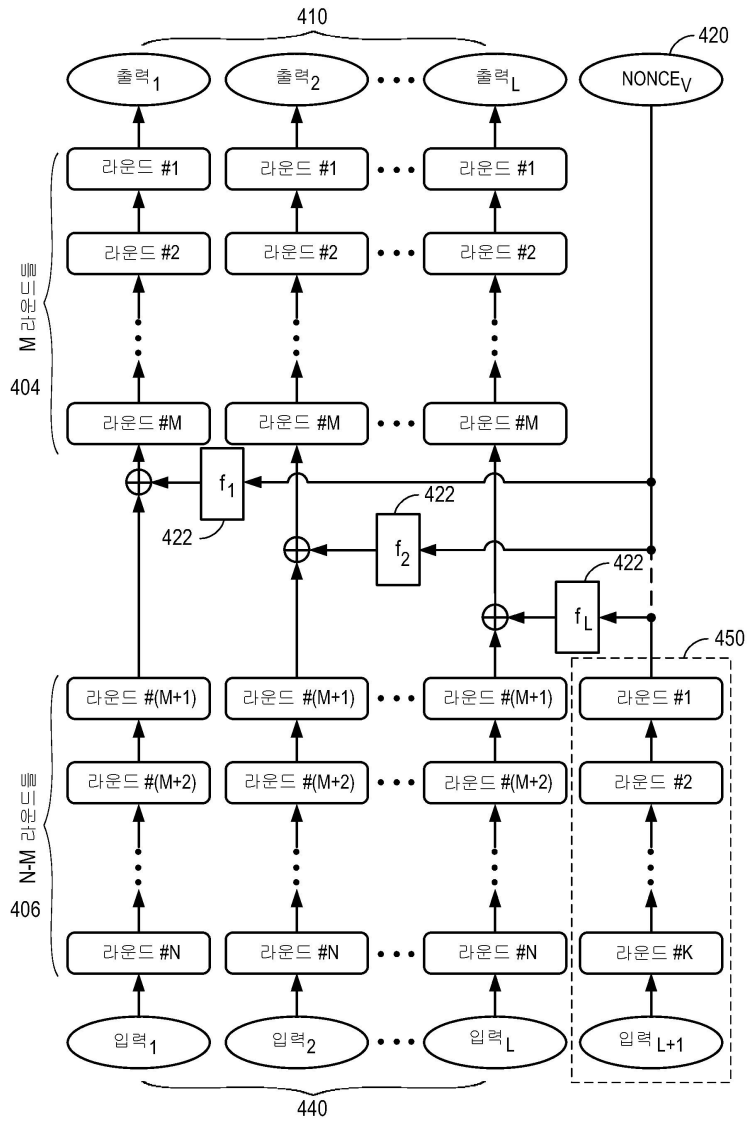 410
420
출력1 출력2 ••• 출력L NONCEV
라운드 #1 라운드 #1 ••• 라운드 #1
라운드 #2 라운드 #2 ••• 라운드 #2
M 라운드들
404
라운드 #M 라운드 #M ••• 라운드 #M
f1
422
422
f2
422
fL
450
라운드 #(M+1) 라운드 #(M+1) ••• 라운드 #(M+1) 라운드 #1
라운드 #(M+2) 라운드 #(M+2) ••• 라운드 #(M+2) 라운드 #2
N-M 라운드들
406
라운드 #N 라운드 #N ••• 라운드 #N 라운드 #K
입력1 입력2 ••• 입력L 입력L+1
440